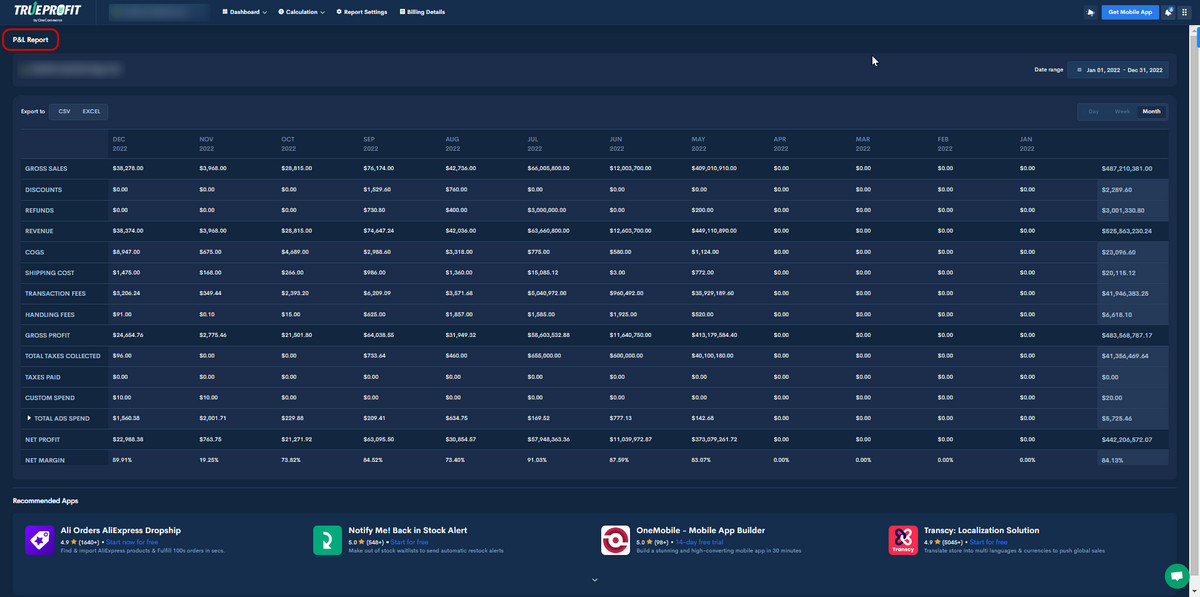 TRUEPROFIT
by OneCommerce
Dashboard Calculation Report Settings Billing Details Get Mobile App
P&L Report
Date range Jan 01, 2022 - Dec 31, 2022
Export to CSV EXCEL Day Week Month
DEC 2022 NOV 2022 OCT 2022 SEP 2022 AUG 2022 JUL 2022 JUN 2022 MAY 2022 APR 2022 MAR 2022 FEB 2022 JAN 2022
GROSS SALES $38,278.00 $3,968.00 $28,815.00 $76,174.00 $42,736.00 $66,005,800.00 $12,003,700.00 $409,010,910.00 $0.00 $0.00 $0.00 $0.00 $487,210,381.00
DISCOUNTS $0.00 $0.00 $0.00 $1,529.60 $760.00 $0.00 $0.00 $0.00 $0.00 $0.00 $0.00 $0.00 $2,289.60
REFUNDS $0.00 $0.00 $0.00 $730.80 $400.00 $3,000,000.00 $0.00 $200.00 $0.00 $0.00 $0.00 $0.00 $3,001,330.80
REVENUE $38,374.00 $3,968.00 $28,815.00 $74,647.24 $42,036.00 $63,660,800.00 $12,603,700.00 $449,110,890.00 $0.00 $0.00 $0.00 $0.00 $525,563,230.24
COGS $8,947.00 $675.00 $4,689.00 $2,988.60 $3,318.00 $775.00 $580.00 $1,124.00 $0.00 $0.00 $0.00 $0.00 $23,096.60
SHIPPING COST $1,475.00 $168.00 $266.00 $986.00 $1,360.00 $15,085.12 $3.00 $772.00 $0.00 $0.00 $0.00 $0.00 $20,115.12
TRANSACTION FEES $3,206.24 $349.44 $2,393.20 $6,209.09 $3,571.68 $5,040,972.00 $960,492.00 $35,929,189.60 $0.00 $0.00 $0.00 $0.00 $41,946,383.25
HANDLING FEES $91.00 $0.10 $15.00 $625.00 $1,857.00 $1,585.00 $1,925.00 $520.00 $0.00 $0.00 $0.00 $0.00 $6,618.10
GROSS PROFIT $24,654.76 $2,775.46 $21,501.80 $64,038.55 $31,949.32 $58,603,532.88 $11,640,750.00 $413,179,584.40 $0.00 $0.00 $0.00 $0.00 $483,568,787.17
TOTAL TAXES COLLECTED $96.00 $0.00 $0.00 $733.64 $460.00 $655,000.00 $600,000.00 $40,100,180.00 $0.00 $0.00 $0.00 $0.00 $41,356,469.64
TAXES PAID $0.00 $0.00 $0.00 $0.00 $0.00 $0.00 $0.00 $0.00 $0.00 $0.00 $0.00 $0.00 $0.00
CUSTOM SPEND $10.00 $10.00 $0.00 $0.00 $0.00 $0.00 $0.00 $0.00 $0.00 $0.00 $0.00 $0.00 $20.00
TOTAL ADS SPEND $1,560.38 $2,001.71 $229.88 $209.41 $634.75 $169.52 $777.13 $142.68 $0.00 $0.00 $0.00 $0.00 $5,725.46
NET PROFIT $22,988.38 $763.75 $21,271.92 $63,095.50 $30,854.57 $57,948,363.36 $11,039,972.87 $373,079,261.72 $0.00 $0.00 $0.00 $0.00 $442,206,572.07
NET MARGIN 59.91% 19.25% 73.82% 84.52% 73.40% 91.03% 87.59% 83.07% 0.00% 0.00% 0.00% 0.00% 84.13%
Recommended Apps
Ali Orders AliExpress Dropship
4.9 (1640+) • Start now for free
Find & import AliExpress products & Fulfill 100s orders in secs.
Notify Me! Back in Stock Alert
5.0 (548+) • Start for free
Make out of stock waitlists to send automatic restock alerts
OneMobile - Mobile App Builder
5.0 (98+) • 14-day free trial
Build a stunning and high-converting mobile app in 30 minutes
Transcy
Transcy: Localization Solution
4.9 (5045+) • Start for free
Translate store into multi languages & currencies to push global sales